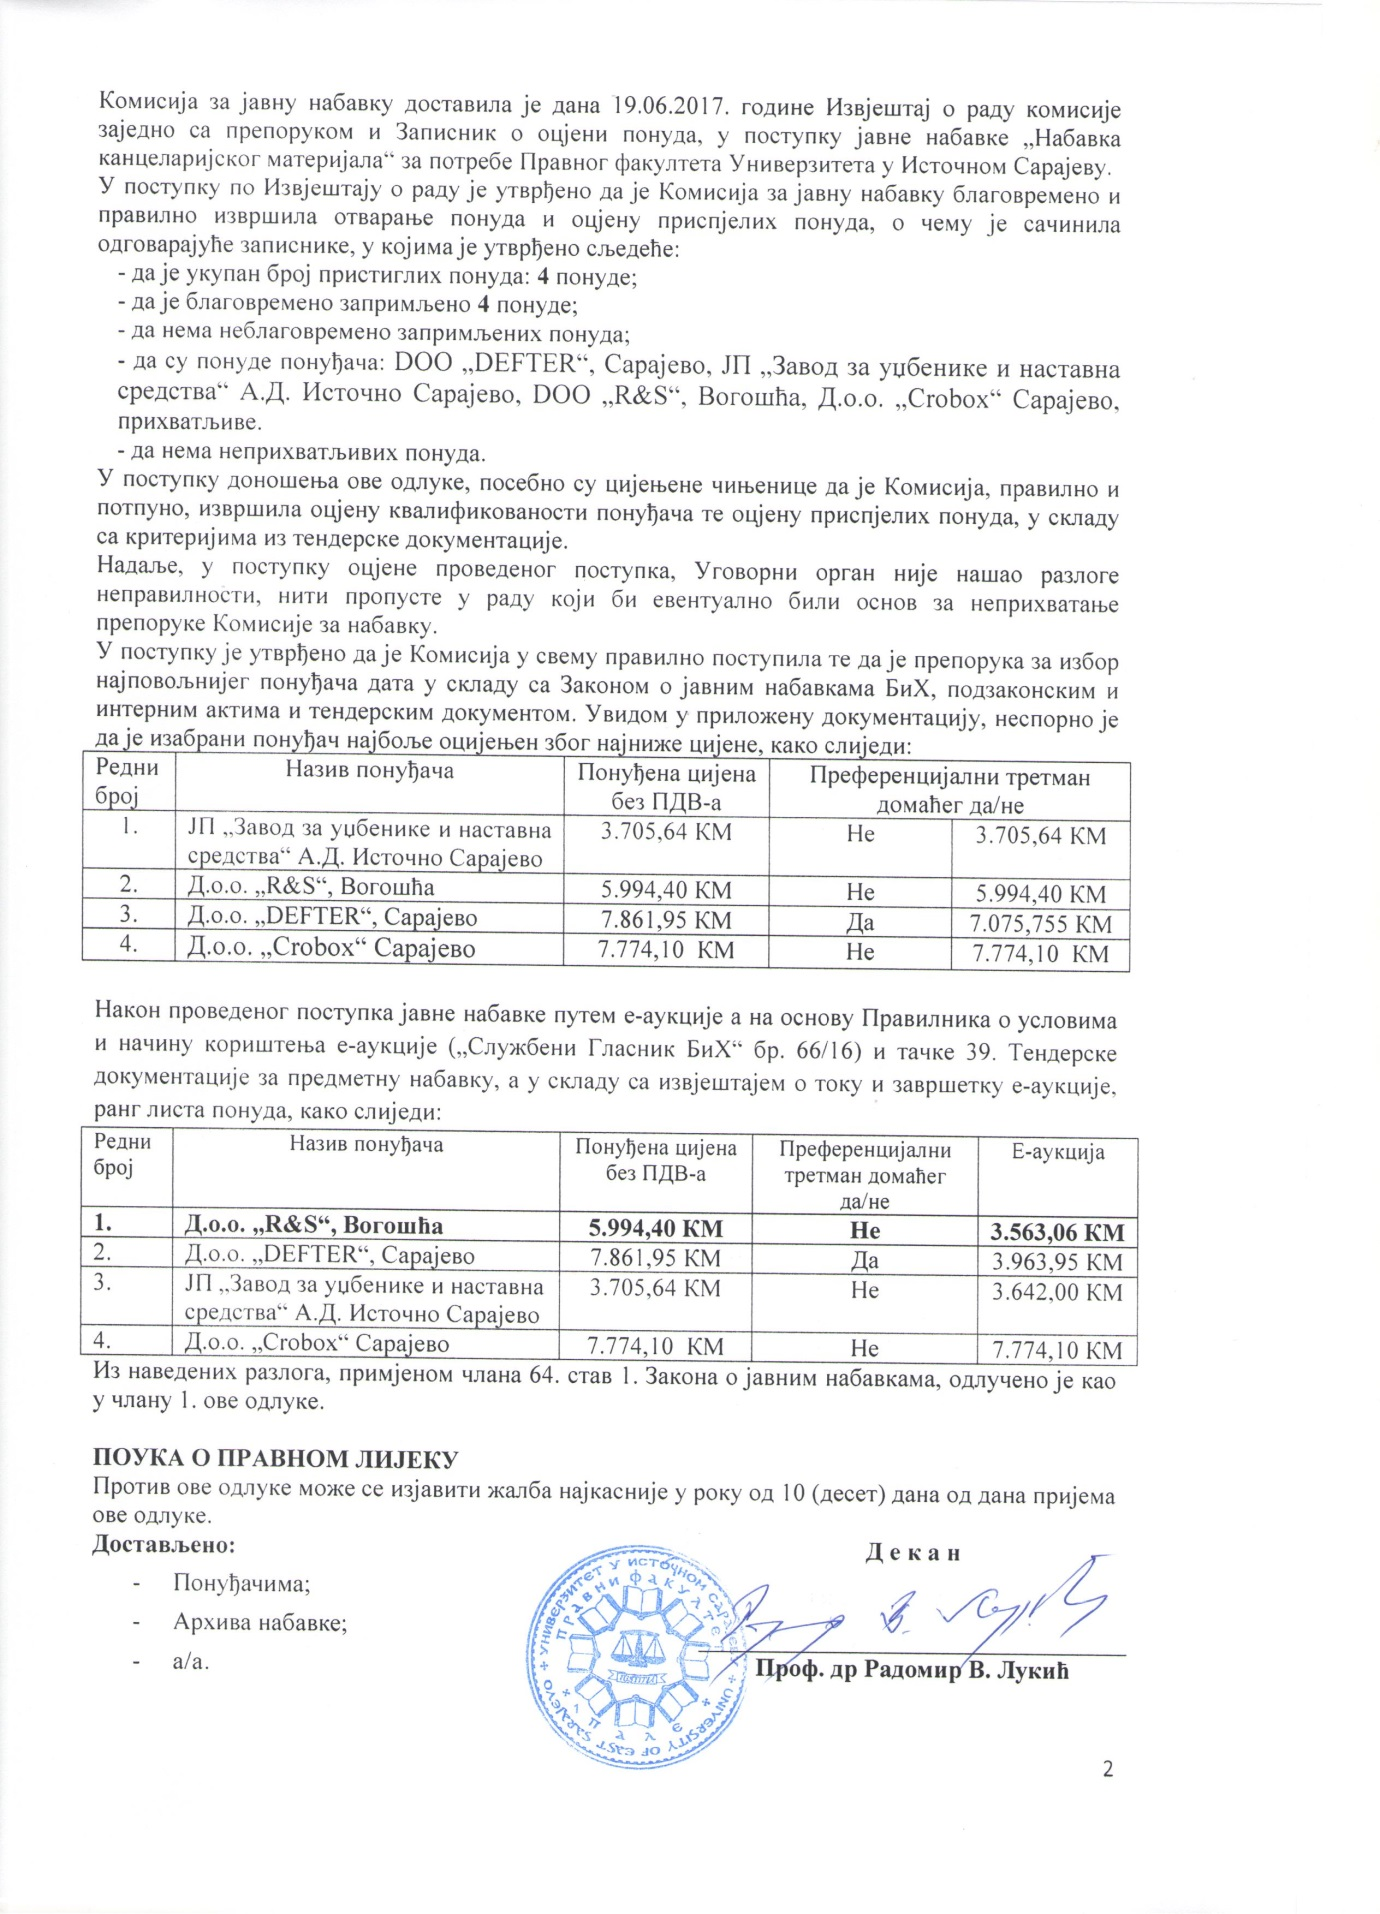 Комисија за јавну набавку доставила је дана 19.06.2017. године Извјештај о раду комисије
заједно са препоруком и Записник о оцјени понуда, у поступку јавне набавке „Набавка
канцеларијског материјала“ за потребе Правног факултета Универзитета у Источном Сарајеву.
У поступку по Извјештају о раду је утврђено да је Комисија за јавну набавку благовремено и
правилно извршила отварање понуда и оцјену приспјелих понуда, о чему је сачинила
одговарајуће записнике, у којима је утврђено сљедеће:
- да је укупан број пристиглих понуда: 4 понуде;
- да је благовремено запримљено 4 понуде;
- да нема неблаговремено запримљених понуда;
- да су понуде понуђача: DOO „DEFTER“, Сарајево, ЈП „Завод за уџбенике и наставна
средства“ А.Д. Источно Сарајево, DOO „R&S“, Вогошћа, Д.о.о. „Crobox“ Сарајево,
прихватљиве.
- да нема неприхватљивих понуда.
У поступку доношења ове одлуке, посебно су цијењене чињенице да је Комисија, правилно и
потпуно, извршила оцјену квалификованости понуђача те оцјену приспјелих понуда, у складу
са критеријима из тендерске документације.
Надаље, у поступку оцјене проведеног поступка, Уговорни орган није нашао разлоге
неправилности, нити пропусте у раду који би евентуално били основ за неприхватање
препоруке Комисије за набавку.
У поступку је утврђено да је Комисија у свему правилно поступила те да је препорука за избор
најповољнијег понуђача дата у складу са Законом о јавним набавкама БиХ, подзаконским и
интерним актима и тендерским документом. Увидом у приложену документацију, неспорно је
да је изабрани понуђач најбоље оцијењен због најниже цијене, како слиједи:
Редни број	Назив понуђача	Понуђена цијена без ПДВ-а	Преференцијални третман домаћег да/не
1.	ЈП „Завод за уџбенике и наставна средства“ А.Д. Источно Сарајево	3.705,64 КМ	Не	3.705,64 КМ
2.	Д.о.о. „R&S“, Вогошћа	5.994,40 КМ	Не	5.994,40 КМ
3.	Д.о.о. „DEFTER“, Сарајево	7.861,95 КМ	Да	7.075,755 КМ
4.	Д.о.о. „Crobox“ Сарајево	7.774,10 КМ	Не	7.774,10 КМ
Након проведеног поступка јавне набавке путем е-аукције а на основу Правилника о условима
и начину кориштења е-аукције („Службени Гласник БиХ“ бр. 66/16) и тачке 39. Тендерске
документације за предметну набавку, а у складу са извјештајем о току и завршетку е-аукције,
ранг листа понуда, како слиједи:
Редни број	Назив понуђача	Понуђена цијена без ПДВ-а	Преференцијални третман домаћег да/не	Е-аукција
1.	Д.о.о. „R&S“, Вогошћа	5.994,40 КМ	Не	3.563,06 КМ
2.	Д.о.о. „DEFTER“, Сарајево	7.861,95 КМ	Да	3.963,95 КМ
3.	ЈП „Завод за уџбенике и наставна средства“ А.Д. Источно Сарајево	3.705,64 КМ	Не	3.642,00 КМ
4.	Д.о.о. „Crobox“ Сарајево	7.774,10 КМ	Не	7.774,10 КМ
Из наведених разлога, примјеном члана 64. став 1. Закона о јавним набавкама, одлучено је као
у члану 1. ове одлуке.
ПОУКА О ПРАВНОМ ЛИЈЕКУ
Против ове одлуке може се изјавити жалба најкасније у року од 10 (десет) дана од дана пријема
ове одлуке.
Достављено:
- Понуђачима;
- Архива набавке;
- а/а.
Декан
Проф. др Радомир В. Лукић
УНИВЕРЗИТЕТ У ИСТОЧНОМ САРАЈЕВУ
UNIVERSITY OF EAST SARAJEVO
ПРАВНИ ФАКУЛТЕТ
ПАЛЕ
2